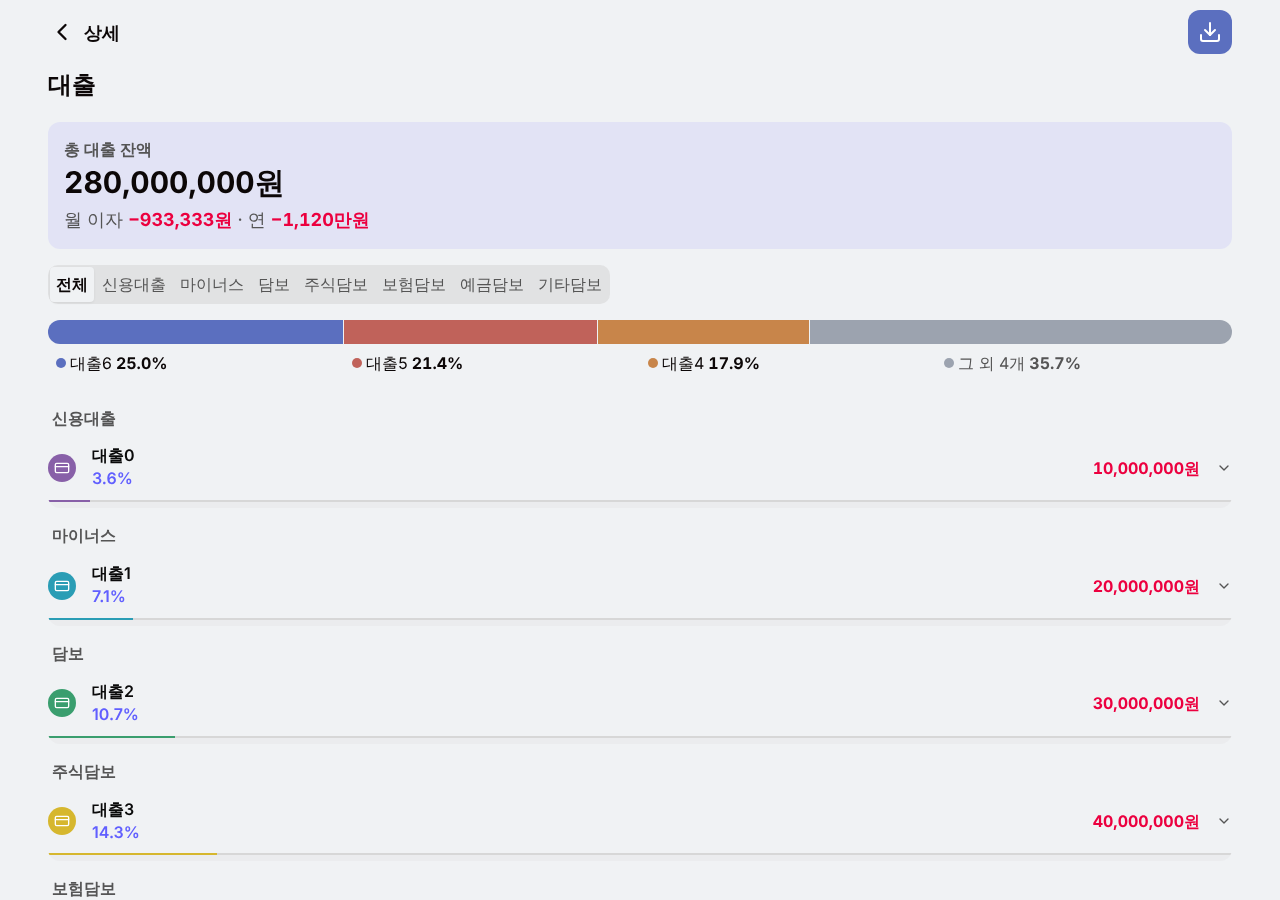 상세
대출
총 대출 잔액
280,000,000원
월 이자 −933,333원 · 연 −1,120만원
전체 신용대출 마이너스 담보 주식담보 보험담보 예금담보 기타담보
대출6 25.0% 대출5 21.4% 대출4 17.9% 그 외 4개 35.7%
신용대출
대출0
3.6%
10,000,000원
마이너스
대출1
7.1%
20,000,000원
담보
대출2
10.7%
30,000,000원
주식담보
대출3
14.3%
40,000,000원
보험담보